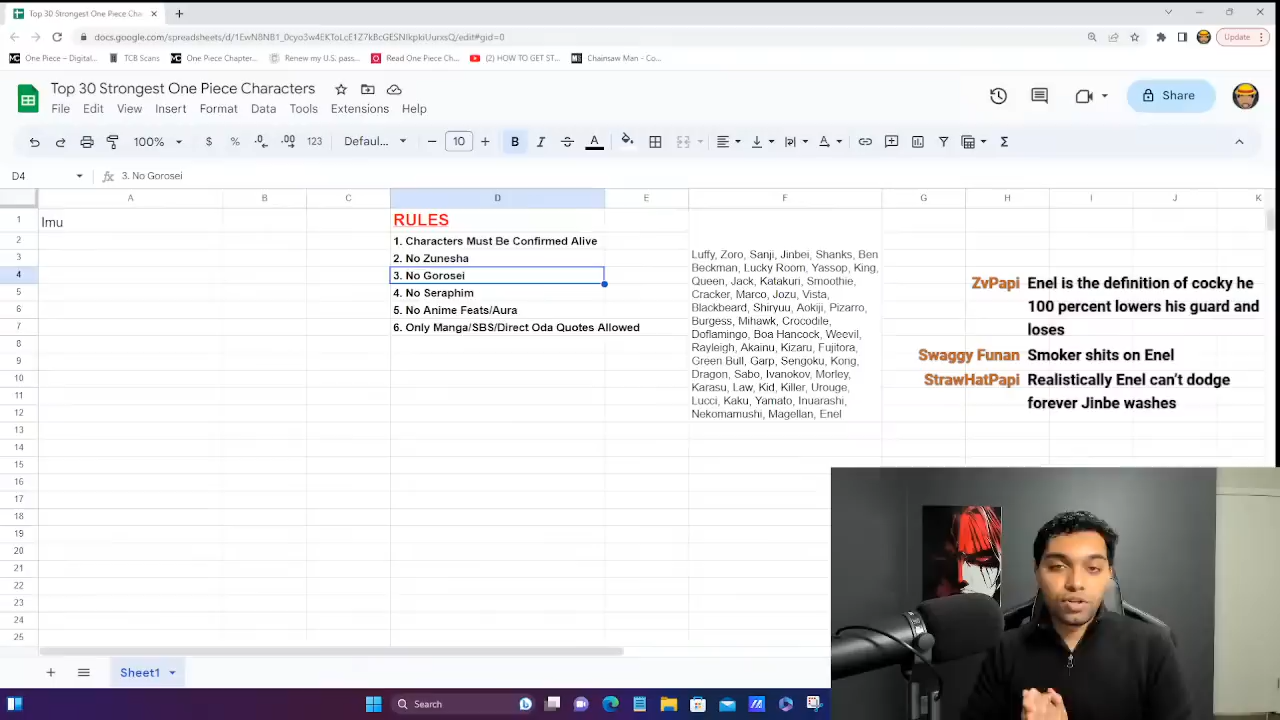 Top 30 Strongest One Piece Cha
docs.google.com/spreadsheets/d/1EwN8NB1_0cyo3w4EKToLcE1Z7kBcGESNIkpkiUurxsQ/edit#gid=0
Update
One Piece – Digital...
TCB Scans
One Piece Chapter...
Renew my U.S. pass...
Read One Piece Ch...
(2) HOW TO GET ST...
Chainsaw Man - Co...
Top 30 Strongest One Piece Characters
File Edit View Insert Format Data Tools Extensions Help
Share
100% $ % .0 .00 123 Defaul... 10 B I A
D4 fx 3. No Gorosei
A B C D E F G H I J K
1 Imu RULES
2 1. Characters Must Be Confirmed Alive
3 2. No Zunesha
4 3. No Gorosei
5 4. No Seraphim
6 5. No Anime Feats/Aura
7 6. Only Manga/SBS/Direct Oda Quotes Allowed
8
9
10
11
12
13
14
15
16
17
18
19
20
21
22
23
24
25
Luffy, Zoro, Sanji, Jinbei, Shanks, Ben
Beckman, Lucky Room, Yassop, King,
Queen, Jack, Katakuri, Smoothie,
Cracker, Marco, Jozu, Vista,
Blackbeard, Shiryuu, Aokiji, Pizarro,
Burgess, Mihawk, Crocodile,
Doflamingo, Boa Hancock, Weevil,
Rayleigh, Akainu, Kizaru, Fujitora,
Green Bull, Garp, Sengoku, Kong,
Dragon, Sabo, Ivanokov, Morley,
Karasu, Law, Kid, Killer, Urouge,
Lucci, Kaku, Yamato, Inuarashi,
Nekomamushi, Magellan, Enel
ZvPapi Enel is the definition of cocky he
100 percent lowers his guard and
loses
Swaggy Funan Smoker shits on Enel
StrawHatPapi Realistically Enel can't dodge
forever Jinbe washes
Sheet1
Search